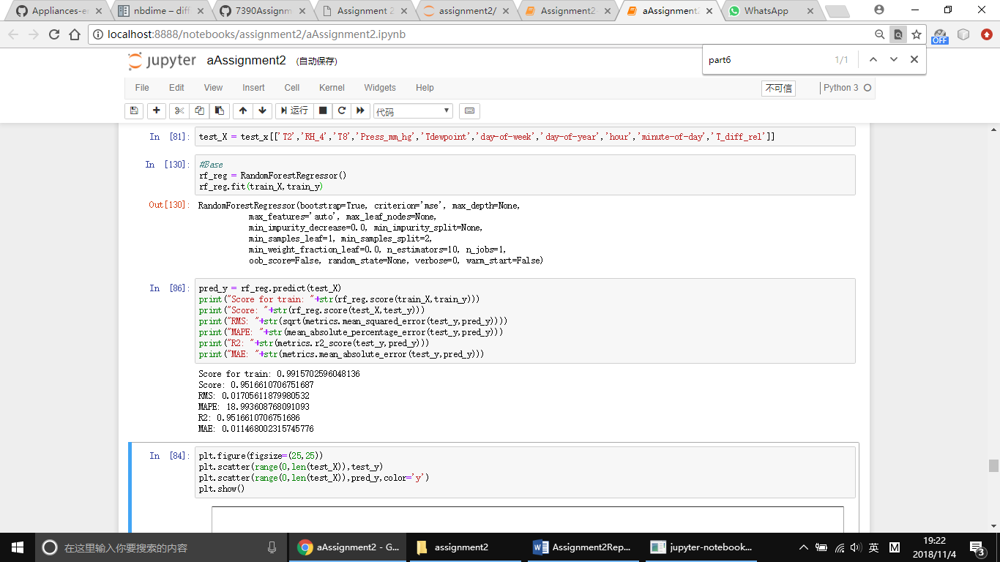 Appliances-en
nbdime – diff
7390Assignm
Assignment 2
assignment2/
Assignment2-
aAssignment2
WhatsApp
localhost:8888/notebooks/assignment2/aAssignment2.ipynb
OFF
part6 1/1
jupyter aAssignment2 (自动保存)
File Edit View Insert Cell Kernel Widgets Help 不可信 Python 3
运行 代码
In [81]: test_X = test_x[['T2','RH_4','T8','Press_mm_hg','Tdewpoint','day-of-week','day-of-year','hour','minute-of-day','T_diff_rel']]
In [130]: #Base
rf_reg = RandomForestRegressor()
rf_reg.fit(train_X,train_y)
Out[130]: RandomForestRegressor(bootstrap=True, criterion='mse', max_depth=None,
max_features='auto', max_leaf_nodes=None,
min_impurity_decrease=0.0, min_impurity_split=None,
min_samples_leaf=1, min_samples_split=2,
min_weight_fraction_leaf=0.0, n_estimators=10, n_jobs=1,
oob_score=False, random_state=None, verbose=0, warm_start=False)
In [86]: pred_y = rf_reg.predict(test_X)
print("Score for train: "+str(rf_reg.score(train_X,train_y)))
print("Score: "+str(rf_reg.score(test_X,test_y)))
print("RMS: "+str(sqrt(metrics.mean_squared_error(test_y,pred_y))))
print("MAPE: "+str(mean_absolute_percentage_error(test_y,pred_y)))
print("R2: "+str(metrics.r2_score(test_y,pred_y)))
print("MAE: "+str(metrics.mean_absolute_error(test_y,pred_y)))
Score for train: 0.9915702596048136
Score: 0.9516610706751687
RMS: 0.01705611879980532
MAPE: 18.993608768091093
R2: 0.9516610706751686
MAE: 0.011468002315745776
In [84]: plt.figure(figsize=(25,25))
plt.scatter(range(0,len(test_X)),test_y)
plt.scatter(range(0,len(test_X)),pred_y,color='y')
plt.show()
在这里输入你要搜索的内容
aAssignment2 - G...
assignment2
Assignment2Rep...
jupyter-notebook...
英
M
19:22
2018/11/4
3